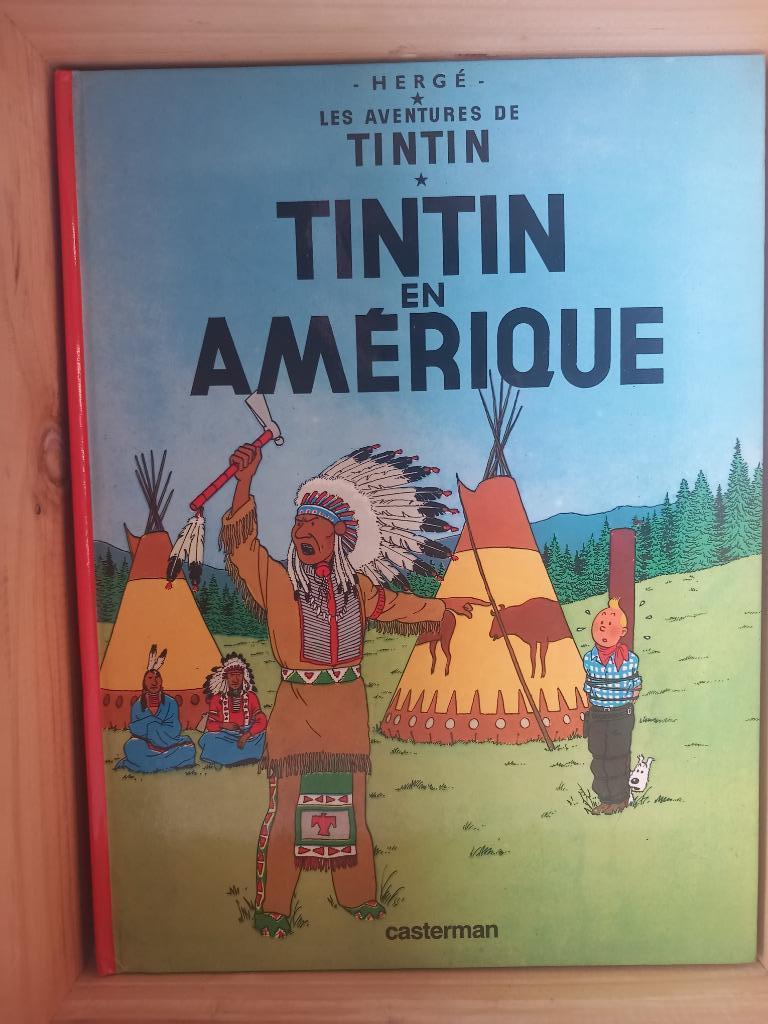 - HERGÉ -
LES AVENTURES DE
TINTIN
TINTIN
EN
AMÉRIQUE
casterman